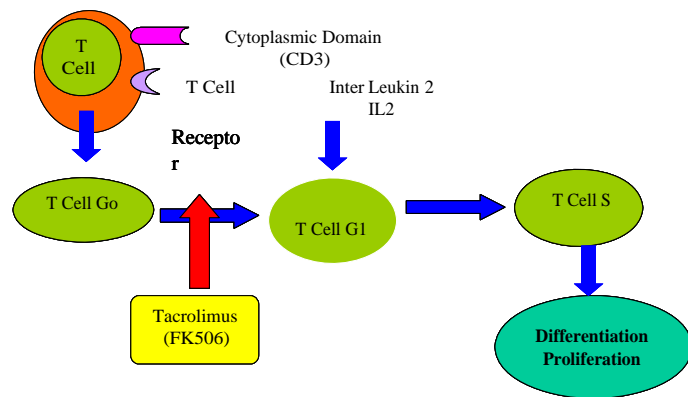 T
Cell
Cytoplasmic Domain
(CD3)
T Cell
Inter Leukin 2
IL2
Recepto
r
T Cell Go
T Cell G1
T Cell S
Tacrolimus
(FK506)
Differentiation
Proliferation